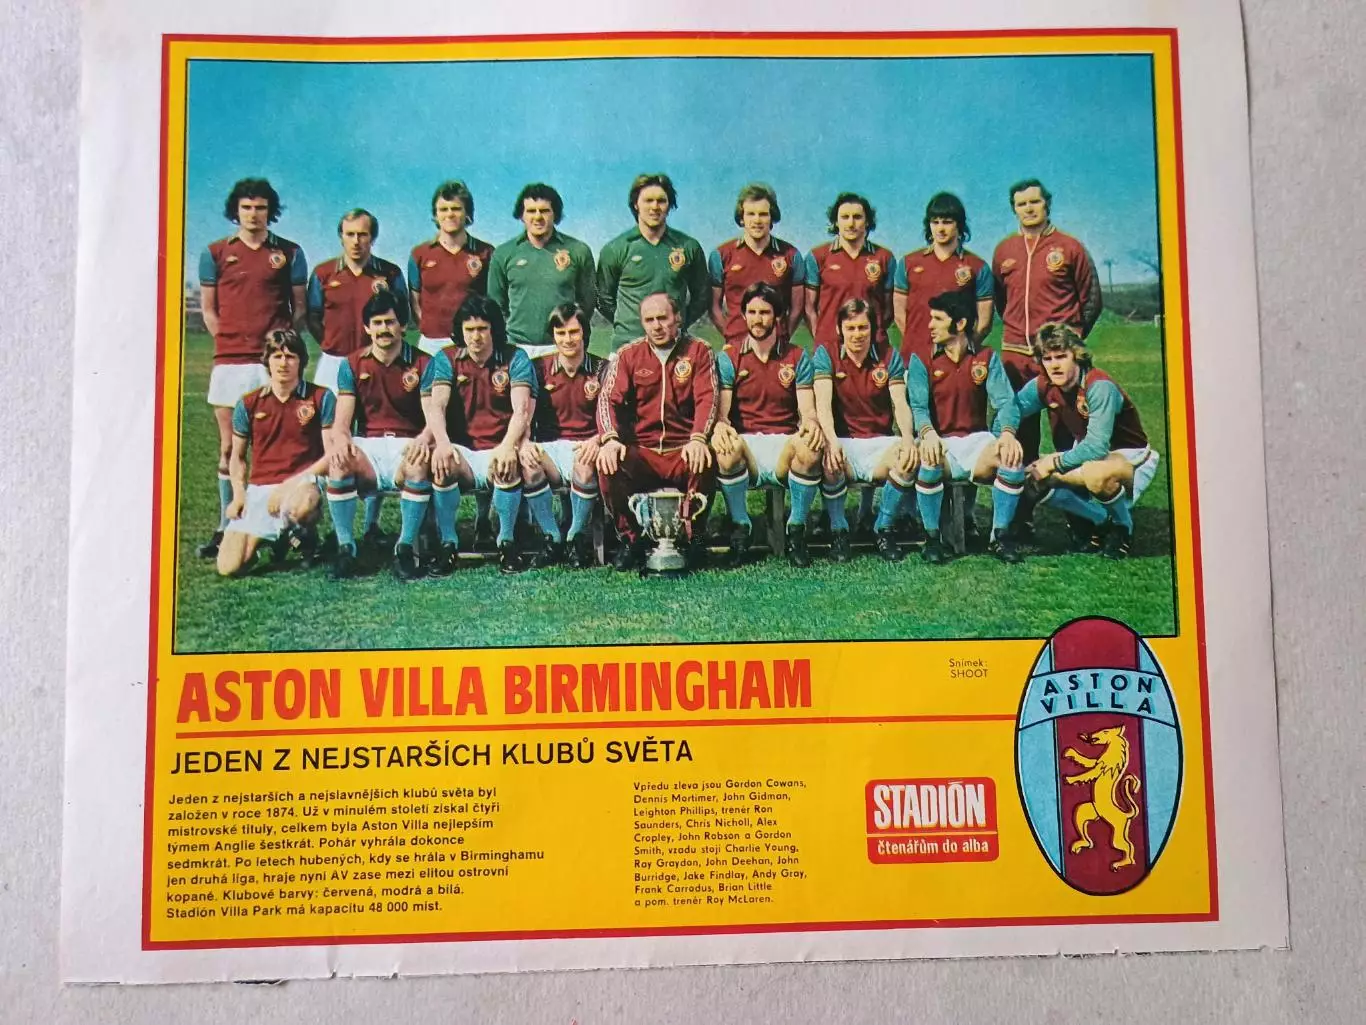 ASTON VILLA BIRMINGHAM
Snímek:
SHOOT
ASTON
VILLA
JEDEN Z NEJSTARŠÍCH KLUBŮ SVĚTA
Jeden z nejstarších a nejslavnějších klubů světa byl
založen v roce 1874. Už v minulém století získal čtyři
mistrovské tituly, celkem byla Aston Villa nejlepším
týmem Anglie šestkrát. Pohár vyhrála dokonce
sedmkrát. Po letech hubených, kdy se hrála v Birminghamu
jen druhá liga, hraje nyní AV zase mezi elitou ostrovní
kopané. Klubové barvy: červená, modrá a bílá.
Stadión Villa Park má kapacitu 48 000 míst.
Vpředu zleva jsou Gordon Cowans,
Dennis Mortimer, John Gidman,
Leighton Phillips, trenér Ron
Saunders, Chris Nicholl, Alex
Cropley, John Robson a Gordon
Smith, vzadu stojí Charlie Young,
Ray Graydon, John Deehan, John
Burridge, Jake Findlay, Andy Gray,
Frank Carrodus, Brian Little
a pom. trenér Roy McLaren.
STADIÓN
čtenářům do alba